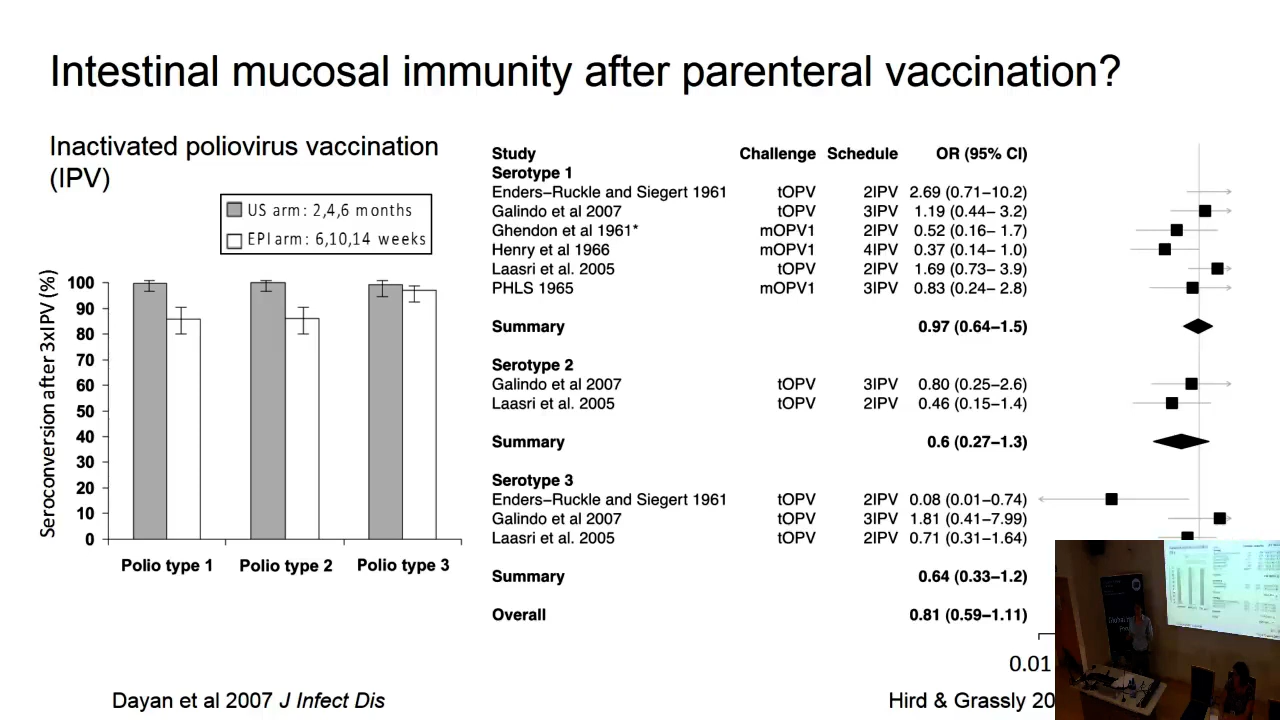 Intestinal mucosal immunity after parenteral vaccination?
Inactivated poliovirus vaccination
(IPV)
US arm: 2,4,6 months
EPI arm: 6,10,14 weeks
Seroconversion after 3xIPV (%)
100
90
80
70
60
50
40
30
20
10
0
Polio type 1
Polio type 2
Polio type 3
Dayan et al 2007 J Infect Dis
Study Challenge Schedule OR (95% CI)
Serotype 1
Enders−Ruckle and Siegert 1961 tOPV 2IPV 2.69 (0.71−10.2)
Galindo et al 2007 tOPV 3IPV 1.19 (0.44− 3.2)
Ghendon et al 1961* mOPV1 2IPV 0.52 (0.16− 1.7)
Henry et al 1966 mOPV1 4IPV 0.37 (0.14− 1.0)
Laasri et al. 2005 tOPV 2IPV 1.69 (0.73− 3.9)
PHLS 1965 mOPV1 3IPV 0.83 (0.24− 2.8)
Summary 0.97 (0.64−1.5)
Serotype 2
Galindo et al 2007 tOPV 3IPV 0.80 (0.25−2.6)
Laasri et al. 2005 tOPV 2IPV 0.46 (0.15−1.4)
Summary 0.6 (0.27−1.3)
Serotype 3
Enders−Ruckle and Siegert 1961 tOPV 2IPV 0.08 (0.01−0.74)
Galindo et al 2007 tOPV 3IPV 1.81 (0.41−7.99)
Laasri et al. 2005 tOPV 2IPV 0.71 (0.31−1.64)
Summary 0.64 (0.33−1.2)
Overall 0.81 (0.59−1.11)
0.01
Hird & Grassly 20